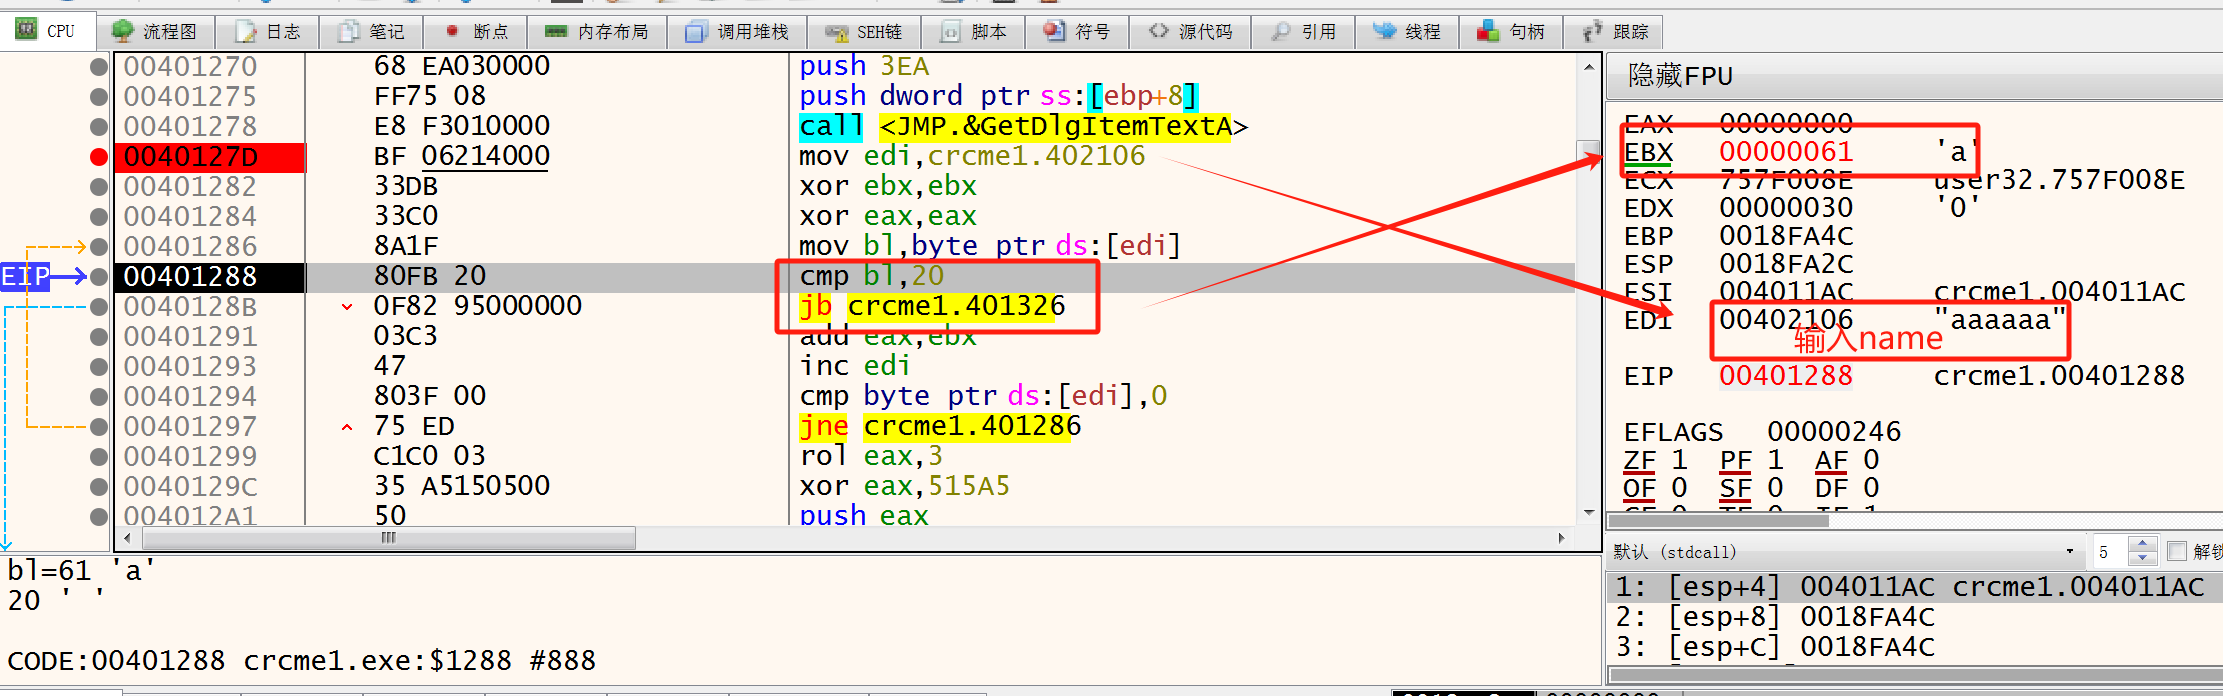 CPU 流程图 日志 笔记 断点 内存布局 调用堆栈 SEH链 脚本 符号 源代码 引用 线程 句柄 跟踪
00401270 68 EA030000 push 3EA
00401275 FF75 08 push dword ptr ss:[ebp+8]
00401278 E8 F3010000 call <JMP.&GetDlgItemTextA>
0040127D BF 06214000 mov edi,crcme1.402106
00401282 33DB xor ebx,ebx
00401284 33C0 xor eax,eax
00401286 8A1F mov bl,byte ptr ds:[edi]
EIP 00401288 80FB 20 cmp bl,20
0040128B 0F82 95000000 jb crcme1.401326
00401291 03C3 add eax,ebx
00401293 47 inc edi
00401294 803F 00 cmp byte ptr ds:[edi],0
00401297 75 ED jne crcme1.401286
00401299 C1C0 03 rol eax,3
0040129C 35 A5150500 xor eax,515A5
004012A1 50 push eax
隐藏FPU
EAX 00000000
EBX 00000061 'a'
ECX 757F008E user32.757F008E
EDX 00000030 '0'
EBP 0018FA4C
ESP 0018FA2C
ESI 004011AC crcme1.004011AC
EDI 00402106 "aaaaaa"
输入name
EIP 00401288 crcme1.00401288
EFLAGS 00000246
ZF 1 PF 1 AF 0
OF 0 SF 0 DF 0
bl=61 'a'
20 ' '
CODE:00401288 crcme1.exe:$1288 #888
默认 (stdcall) 5 解锁
1: [esp+4] 004011AC crcme1.004011AC
2: [esp+8] 0018FA4C
3: [esp+C] 0018FA4C